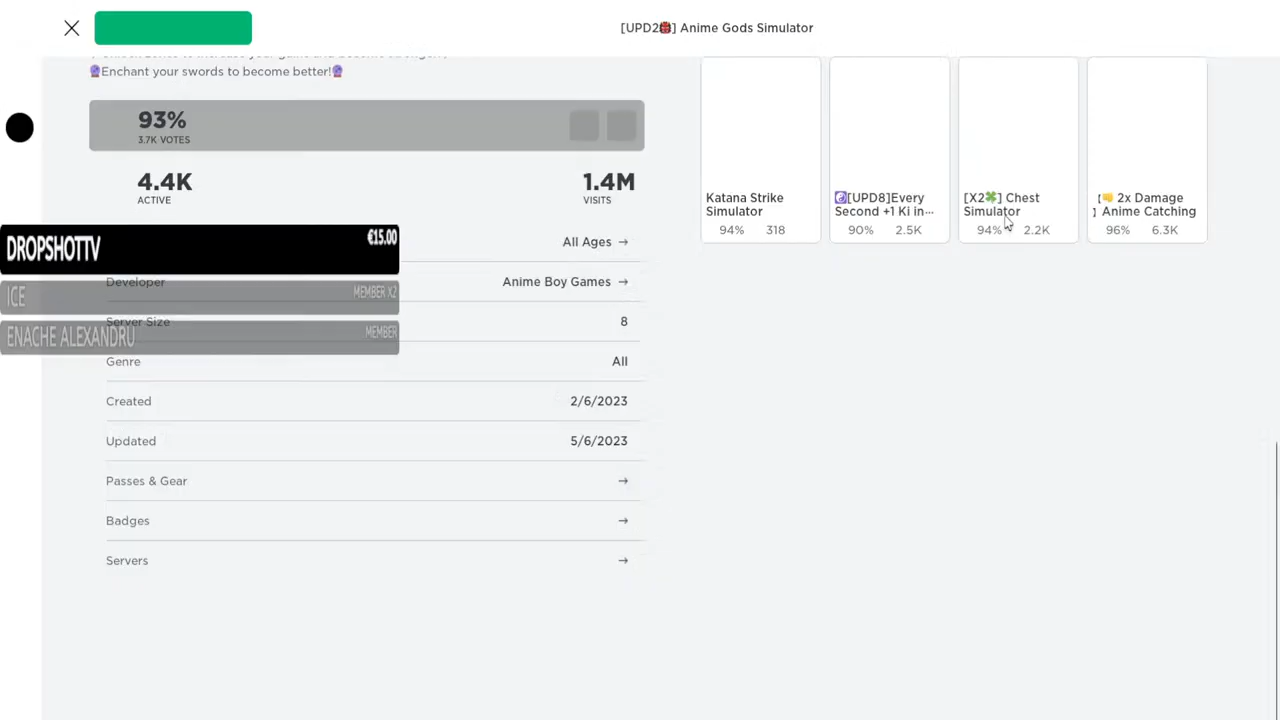 [UPD2👹] Anime Gods Simulator
🔮Enchant your swords to become better!🔮
93%
3.7K VOTES
4.4K
ACTIVE
1.4M
VISITS
All Ages →
DROPSHOTTV €15.00
Developer Anime Boy Games →
ICE MEMBER X2
Server Size 8
ENACHE ALEXANDRU MEMBER
Genre All
Created 2/6/2023
Updated 5/6/2023
Passes & Gear →
Badges →
Servers →
Katana Strike
Simulator
94% 318
[UPD8]Every
Second +1 Ki in···
90% 2.5K
[X2🍀] Chest
Simulator
94% 2.2K
[👊 2x Damage
] Anime Catching
96% 6.3K